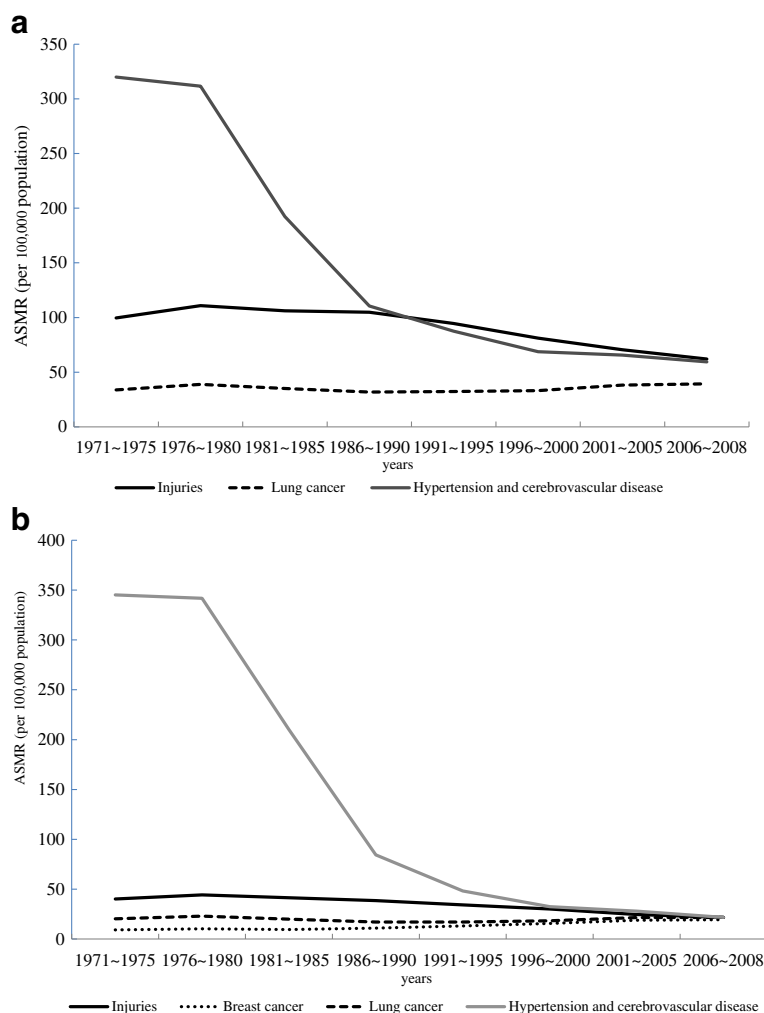 a
ASMR (per 100,000 population)
350
300
250
200
150
100
50
0
1971~1975 1976~1980 1981~1985 1986~1990 1991~1995 1996~2000 2001~2005 2006~2008
years
Injuries Lung cancer Hypertension and cerebrovascular disease
b
ASMR (per 100,000 population)
400
350
300
250
200
150
100
50
0
1971~1975 1976~1980 1981~1985 1986~1990 1991~1995 1996~2000 2001~2005 2006~2008
years
Injuries Breast cancer Lung cancer Hypertension and cerebrovascular disease